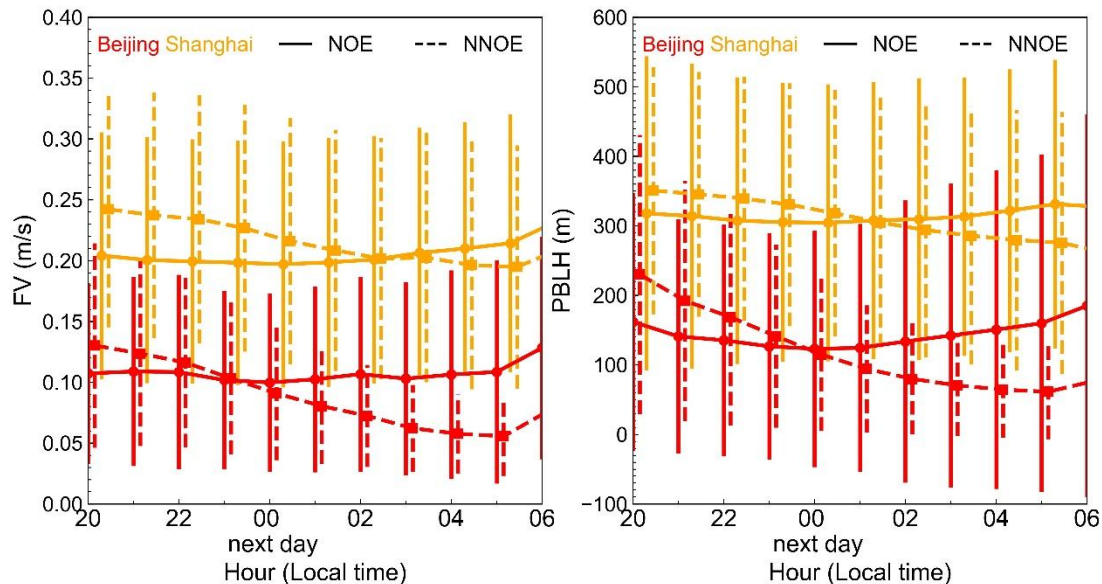 Beijing Shanghai NOE NNOE
FV (m/s)
0.40
0.35
0.30
0.25
0.20
0.15
0.10
0.05
0.00
20 22 00 02 04 06
next day
Hour (Local time)
Beijing Shanghai NOE NNOE
PBLH (m)
600
500
400
300
200
100
0
−100
20 22 00 02 04 06
next day
Hour (Local time)